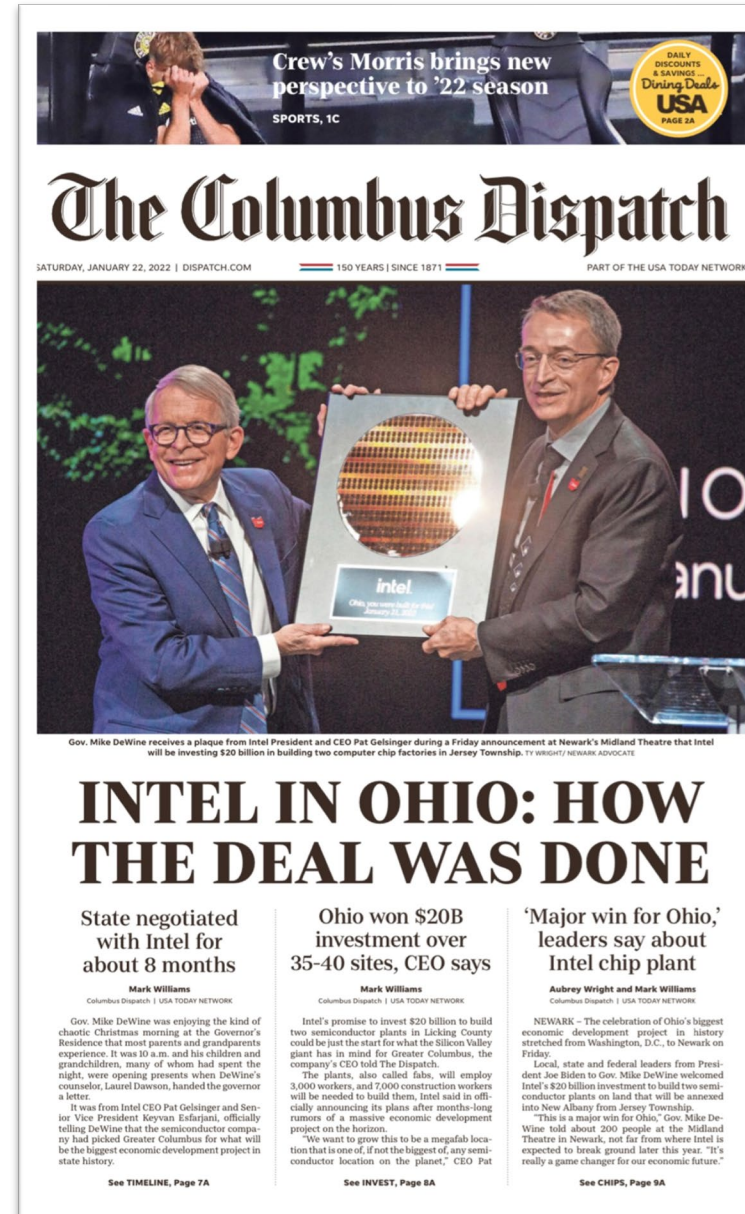 Crew's Morris brings new
perspective to '22 season
SPORTS, 1C
DAILY
DISCOUNTS
& SAVINGS ...
Dining Deals
USA
PAGE 2A
The Columbus Dispatch
SATURDAY, JANUARY 22, 2022 | DISPATCH.COM
150 YEARS | SINCE 1871
PART OF THE USA TODAY NETWORK
intel.
Ohio, you were built for this!
January 21, 2022
IO
anu
Gov. Mike DeWine receives a plaque from Intel President and CEO Pat Gelsinger during a Friday announcement at Newark's Midland Theatre that Intel
will be investing $20 billion in building two computer chip factories in Jersey Township. TY WRIGHT/ NEWARK ADVOCATE
INTEL IN OHIO: HOW
THE DEAL WAS DONE
State negotiated
with Intel for
about 8 months
Mark Williams
Columbus Dispatch | USA TODAY NETWORK
Gov. Mike DeWine was enjoying the kind of
chaotic Christmas morning at the Governor's
Residence that most parents and grandparents
experience. It was 10 a.m. and his children and
grandchildren, many of whom had spent the
night, were opening presents when DeWine's
counselor, Laurel Dawson, handed the governor
a letter.
It was from Intel CEO Pat Gelsinger and Sen-
ior Vice President Keyvan Esfarjani, officially
telling DeWine that the semiconductor compa-
ny had picked Greater Columbus for what will
be the biggest economic development project in
state history.
See TIMELINE, Page 7A
Ohio won $20B
investment over
35-40 sites, CEO says
Mark Williams
Columbus Dispatch | USA TODAY NETWORK
Intel's promise to invest $20 billion to build
two semiconductor plants in Licking County
could be just the start for what the Silicon Valley
giant has in mind for Greater Columbus, the
company's CEO told The Dispatch.
The plants, also called fabs, will employ
3,000 workers, and 7,000 construction workers
will be needed to build them, Intel said in offi-
cially announcing its plans after months-long
rumors of a massive economic development
project on the horizon.
"We want to grow this to be a megafab loca-
tion that is one of, if not the biggest of, any semi-
conductor location on the planet," CEO Pat
See INVEST, Page 8A
'Major win for Ohio,'
leaders say about
Intel chip plant
Aubrey Wright and Mark Williams
Columbus Dispatch | USA TODAY NETWORK
NEWARK – The celebration of Ohio's biggest
economic development project in history
stretched from Washington, D.C., to Newark on
Friday.
Local, state and federal leaders from Presi-
dent Joe Biden to Gov. Mike DeWine welcomed
Intel's $20 billion investment to build two semi-
conductor plants on land that will be annexed
into New Albany from Jersey Township.
"This is a major win for Ohio," Gov. Mike De-
Wine told about 200 people at the Midland
Theatre in Newark, not far from where Intel is
expected to break ground later this year. "It's
really a game changer for our economic future."
See CHIPS, Page 9A